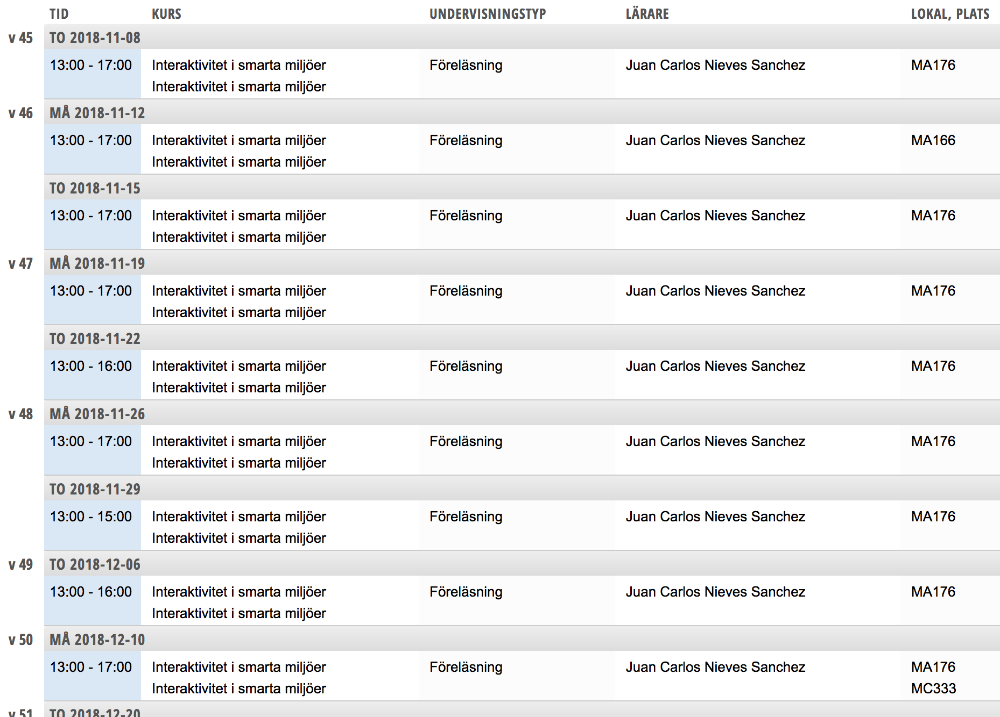 TID KURS UNDERVISNINGSTYP LÄRARE LOKAL, PLATS
v 45 TO 2018-11-08
13:00 - 17:00 Interaktivitet i smarta miljöer Föreläsning Juan Carlos Nieves Sanchez MA176
Interaktivitet i smarta miljöer
v 46 MÅ 2018-11-12
13:00 - 17:00 Interaktivitet i smarta miljöer Föreläsning Juan Carlos Nieves Sanchez MA166
Interaktivitet i smarta miljöer
TO 2018-11-15
13:00 - 17:00 Interaktivitet i smarta miljöer Föreläsning Juan Carlos Nieves Sanchez MA176
Interaktivitet i smarta miljöer
v 47 MÅ 2018-11-19
13:00 - 17:00 Interaktivitet i smarta miljöer Föreläsning Juan Carlos Nieves Sanchez MA176
Interaktivitet i smarta miljöer
TO 2018-11-22
13:00 - 16:00 Interaktivitet i smarta miljöer Föreläsning Juan Carlos Nieves Sanchez MA176
Interaktivitet i smarta miljöer
v 48 MÅ 2018-11-26
13:00 - 17:00 Interaktivitet i smarta miljöer Föreläsning Juan Carlos Nieves Sanchez MA176
Interaktivitet i smarta miljöer
TO 2018-11-29
13:00 - 15:00 Interaktivitet i smarta miljöer Föreläsning Juan Carlos Nieves Sanchez MA176
Interaktivitet i smarta miljöer
v 49 TO 2018-12-06
13:00 - 16:00 Interaktivitet i smarta miljöer Föreläsning Juan Carlos Nieves Sanchez MA176
Interaktivitet i smarta miljöer
v 50 MÅ 2018-12-10
13:00 - 17:00 Interaktivitet i smarta miljöer Föreläsning Juan Carlos Nieves Sanchez MA176
Interaktivitet i smarta miljöer MC333
v 51 TO 2018-12-20